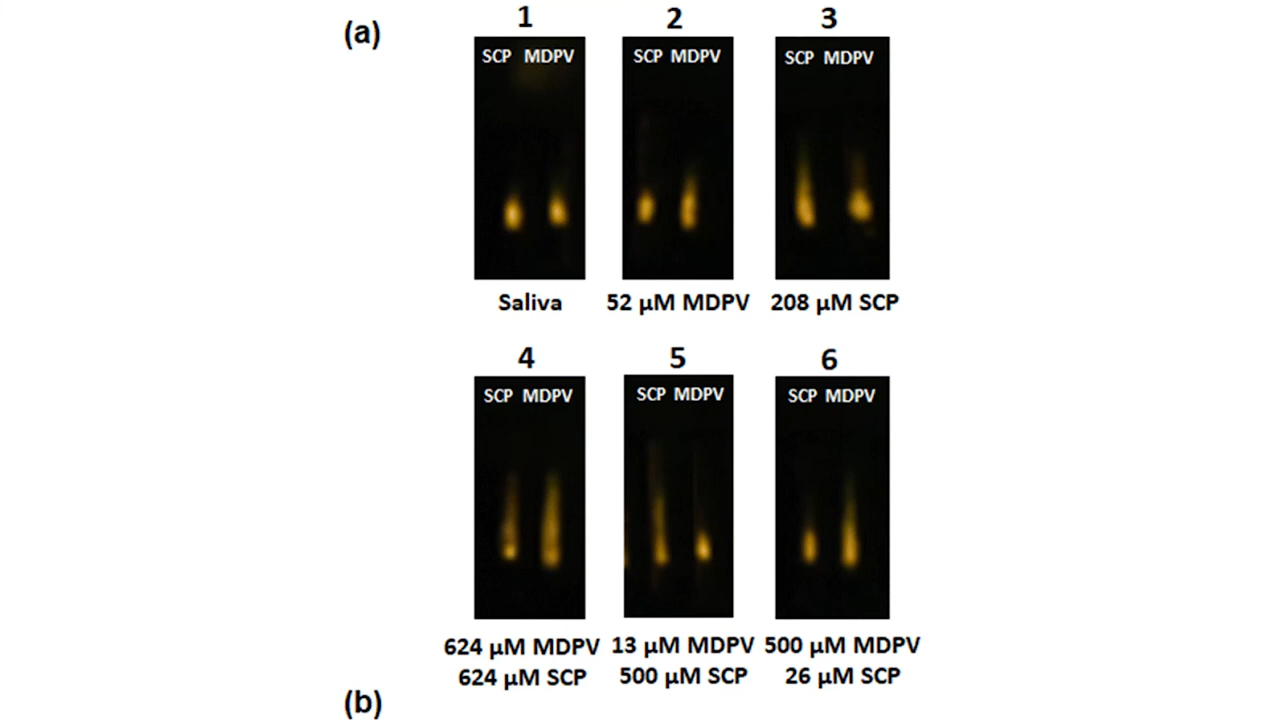 (a)
1 2 3
SCP MDPV SCP MDPV SCP MDPV
Saliva 52 µM MDPV 208 µM SCP
4 5 6
SCP MDPV SCP MDPV SCP MDPV
624 µM MDPV 13 µM MDPV 500 µM MDPV
624 µM SCP 500 µM SCP 26 µM SCP
(b)